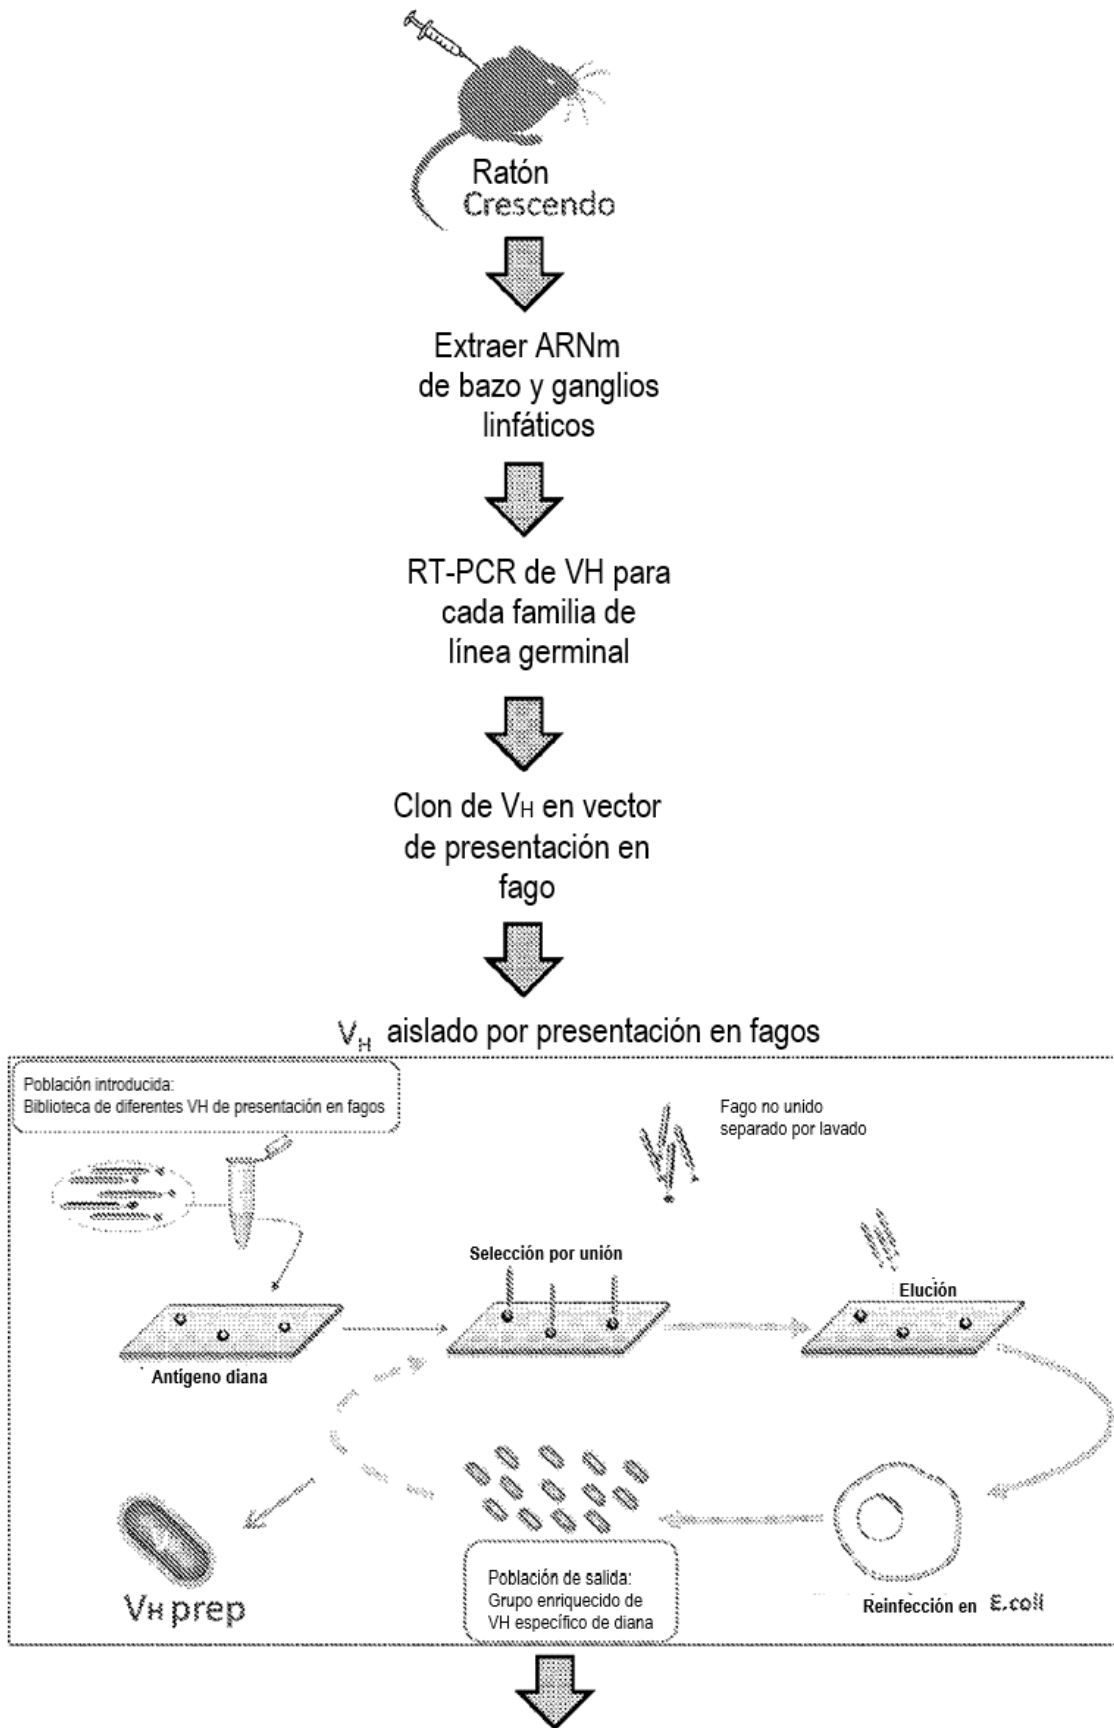 Ratón
Crescendo
Extraer ARNm
de bazo y ganglios
linfáticos
RT-PCR de VH para
cada familia de
línea germinal
Clon de VH en vector
de presentación en
fago
VH aislado por presentación en fagos
Población introducida:
Biblioteca de diferentes VH de presentación en fagos
Fago no unido
separado por lavado
Selección por unión
Elución
Antígeno diana
VH prep
Población de salida:
Grupo enriquecido de
VH específico de diana
Reinfección en E.coli